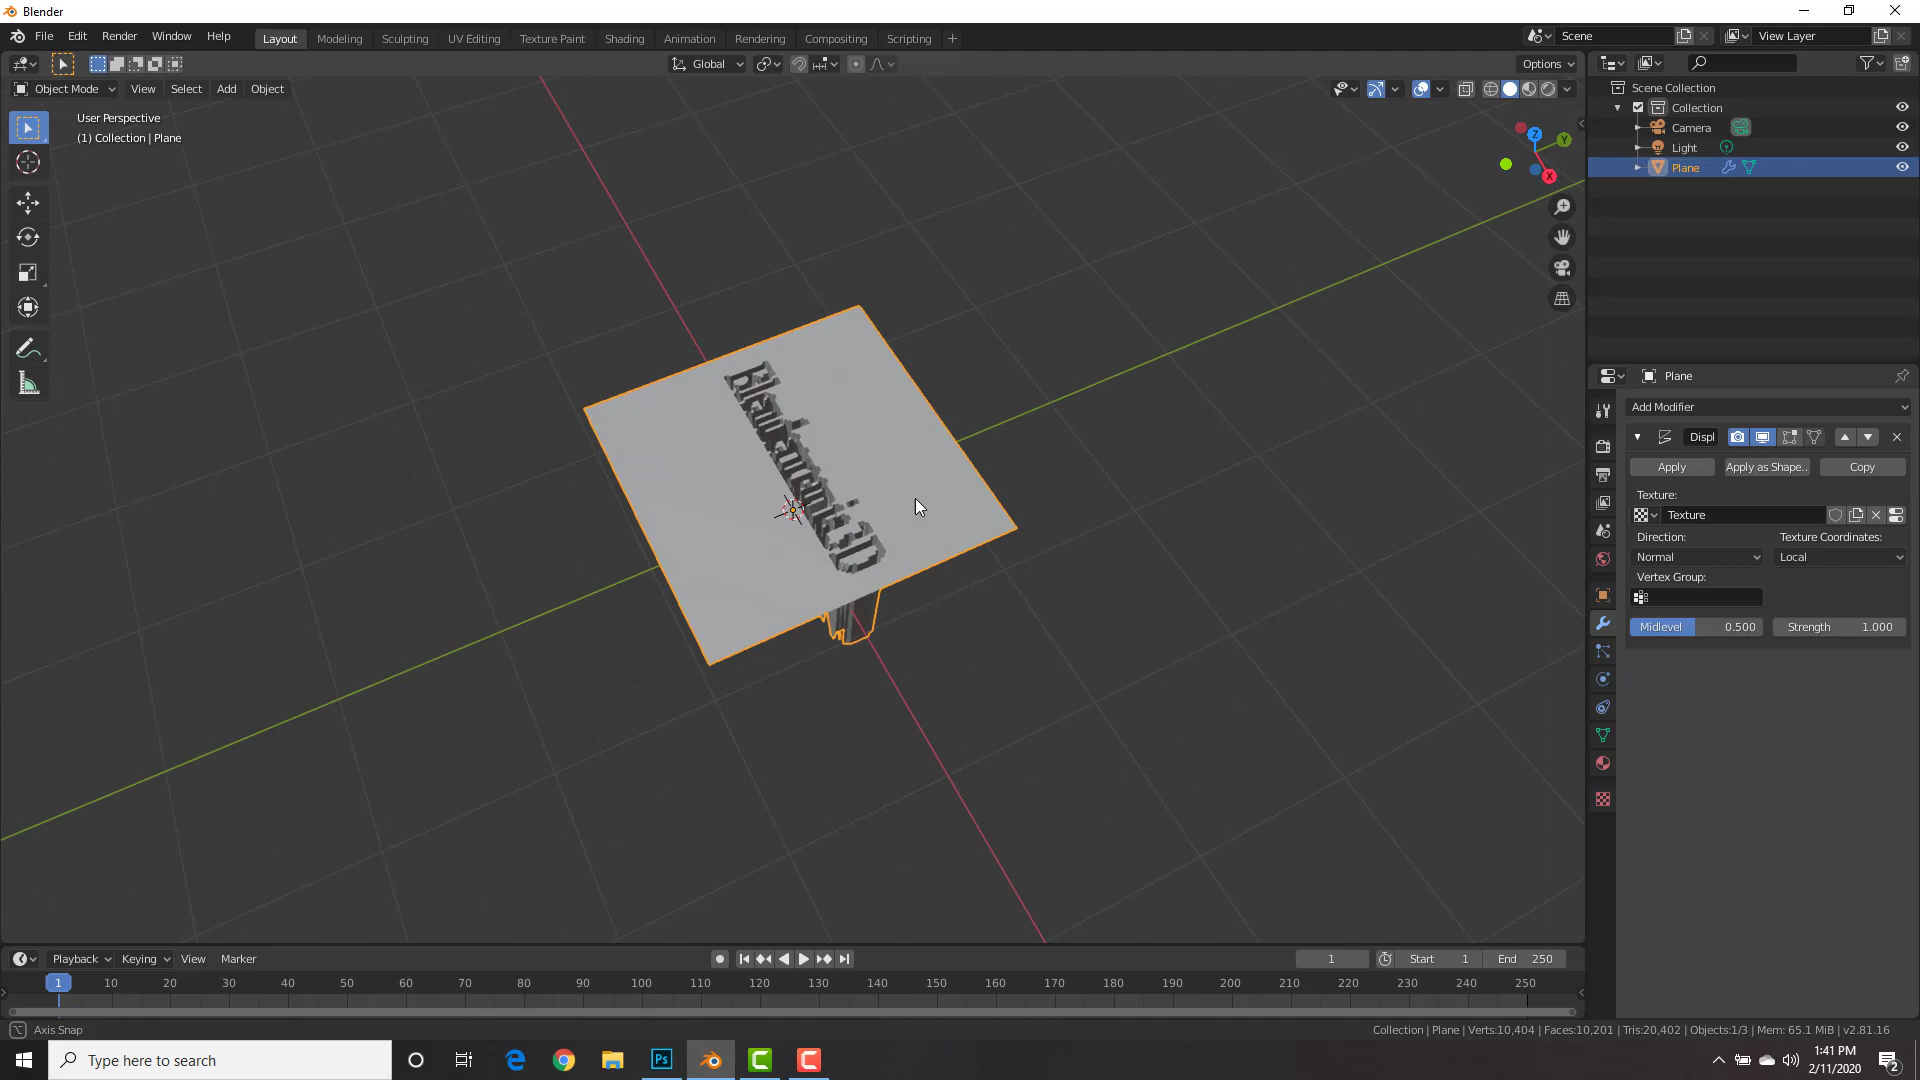 Blender
File Edit Render Window Help
Layout Modeling Sculpting UV Editing Texture Paint Shading Animation Rendering Compositing Scripting
Scene
View Layer
Global
Options
Object Mode View Select Add Object
User Perspective
(1) Collection | Plane
Z
Y
X
Scene Collection
Collection
Camera
Light
Plane
Plane
Add Modifier
Displ
Apply
Apply as Shape..
Copy
Texture:
Texture
Direction:
Texture Coordinates:
Normal
Local
Vertex Group:
Midlevel 0.500
Strength 1.000
Playback Keying View Marker
1
Start 1
End 250
1 10 20 30 40 50 60 70 80 90 100 110 120 130 140 150 160 170 180 190 200 210 220 230 240 250
Axis Snap
Collection | Plane | Verts:10,404 | Faces:10,201 | Tris:20,402 | Objects:1/3 | Mem: 65.1 MiB | v2.81.16
Type here to search
Ps
1:41 PM
2/11/2020
2